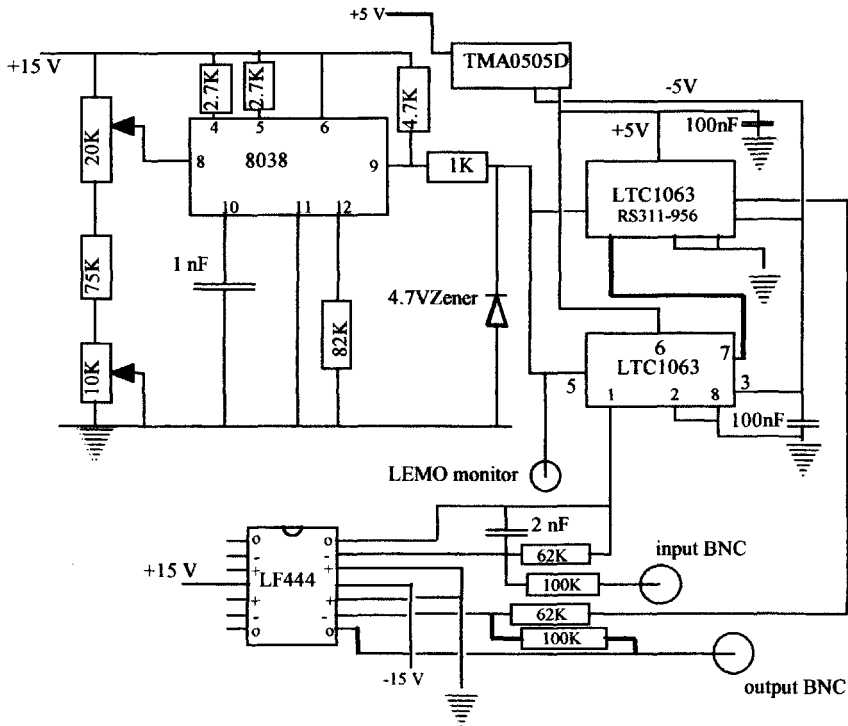 +5 V
TMA0505D
+15 V
2.7K
2.7K
4.7K
-5V
+5V
100nF
20K
4
5
6
8
8038
9
1K
10
11
12
LTC1063
RS311-956
75K
1 nF
4.7VZener
82K
10K
6
7
LTC1063
5
3
1
2
8
100nF
LEMO monitor
2 nF
o
o
-
-
62K
input BNC
+
+
+15 V
LF444
100K
+
+
62K
-
-
100K
o
o
-15 V
output BNC